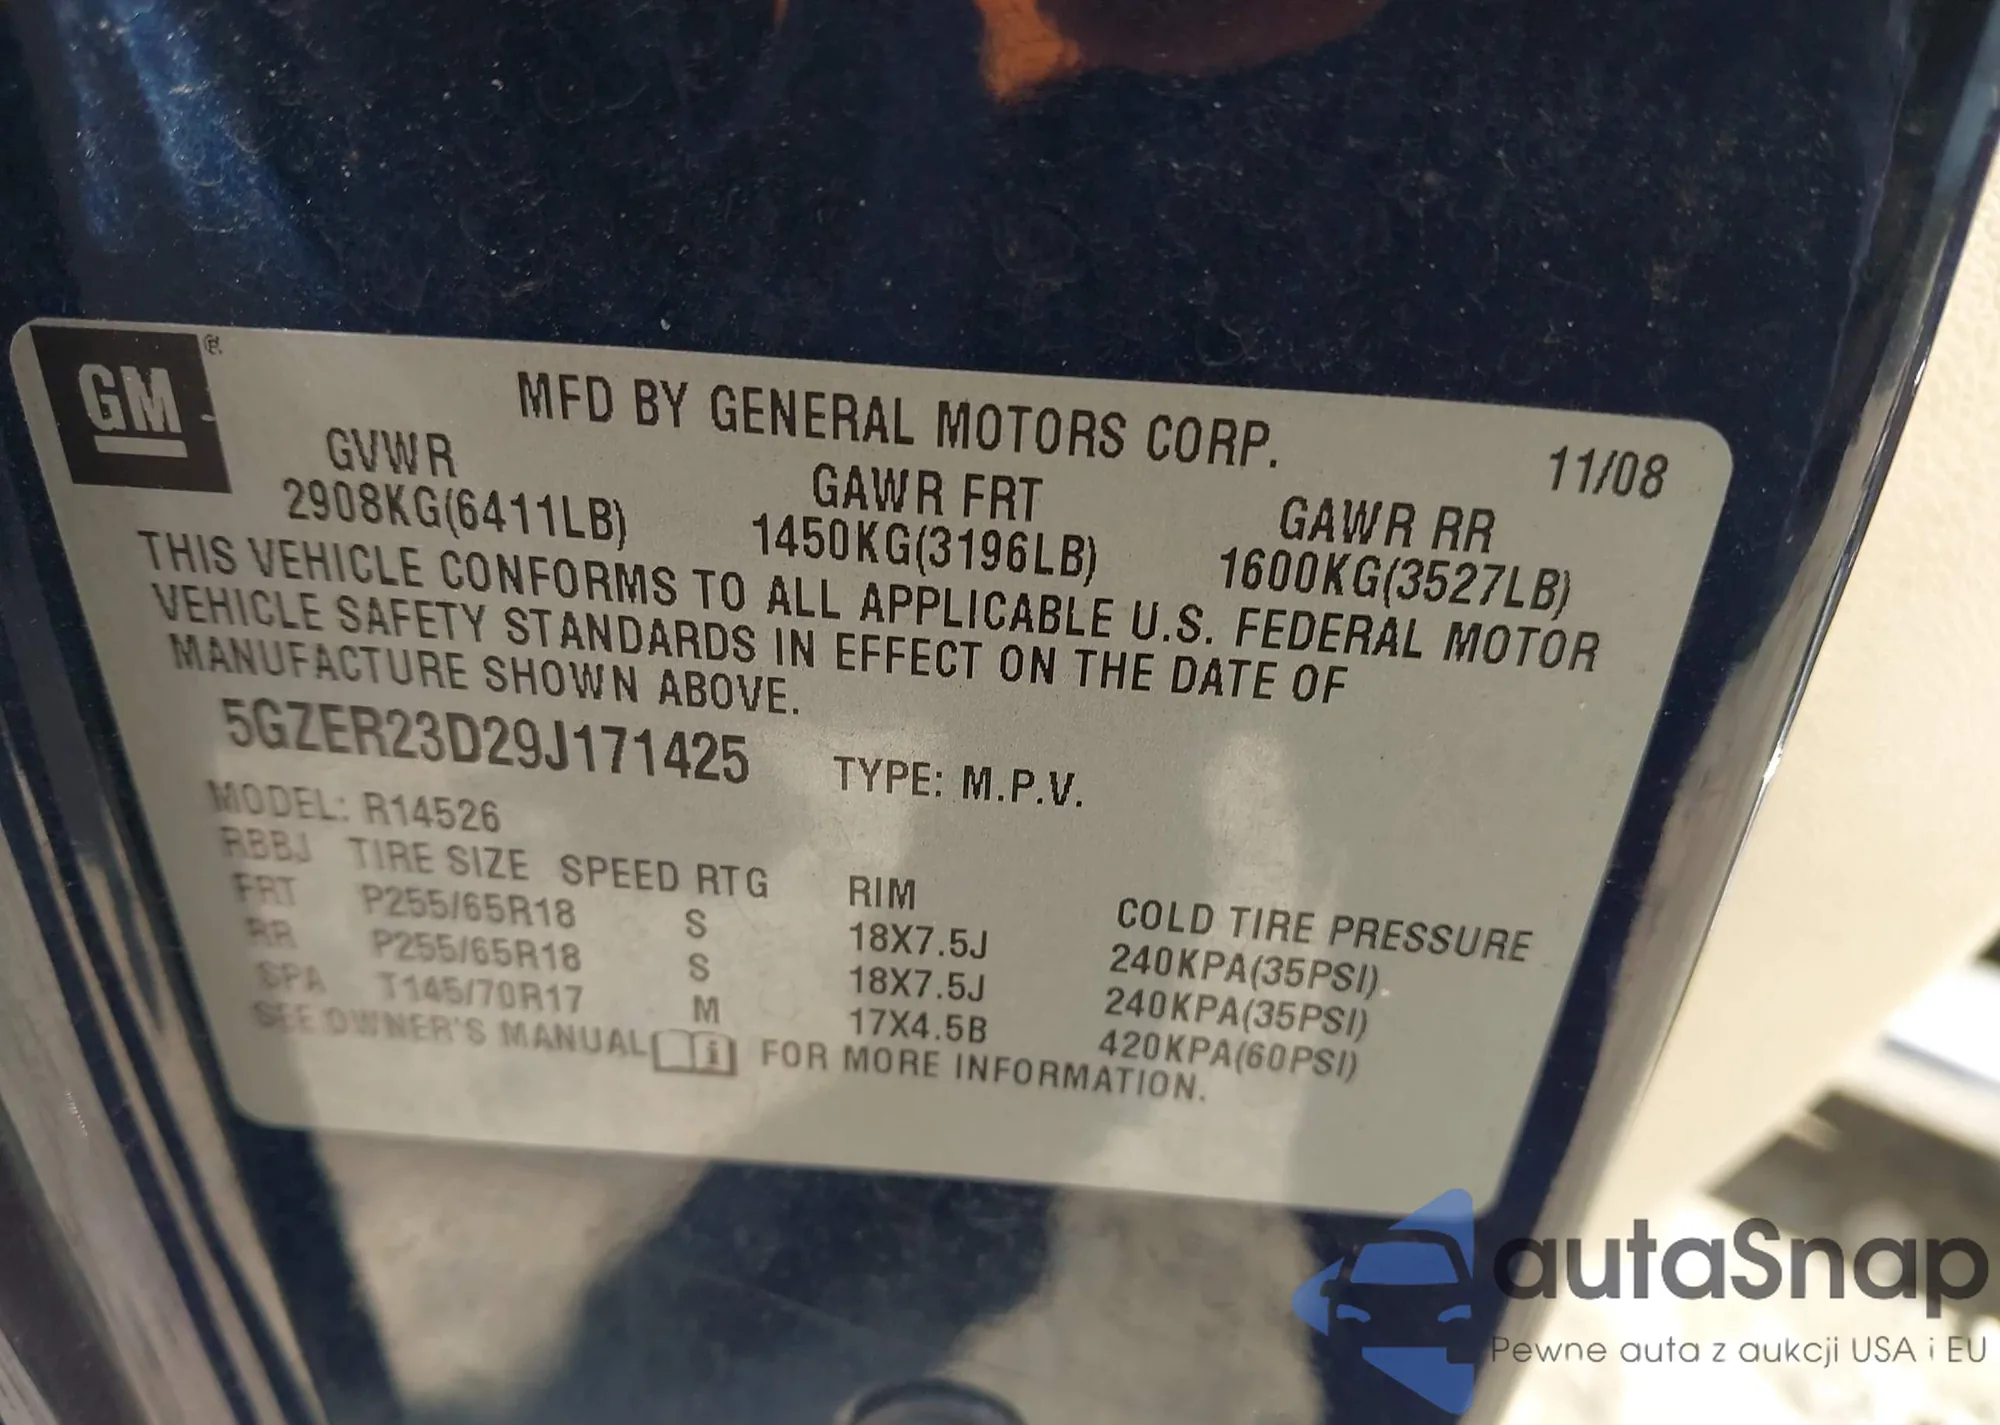 GM
MFD BY GENERAL MOTORS CORP.
11/08
GVWR GAWR FRT GAWR RR
2908KG(6411LB) 1450KG(3196LB) 1600KG(3527LB)
THIS VEHICLE CONFORMS TO ALL APPLICABLE U.S. FEDERAL MOTOR
VEHICLE SAFETY STANDARDS IN EFFECT ON THE DATE OF
MANUFACTURE SHOWN ABOVE.
5GZER23D29J171425 TYPE: M.P.V.
MODEL: R14526
RBBJ TIRE SIZE SPEED RTG RIM COLD TIRE PRESSURE
FRT P255/65R18 S 18X7.5J 240KPA(35PSI)
RR P255/65R18 S 18X7.5J 240KPA(35PSI)
SPA T145/70R17 M 17X4.5B 420KPA(60PSI)
SEE OWNER'S MANUAL FOR MORE INFORMATION.
autaSnap
Pewne auta z aukcji USA i EU